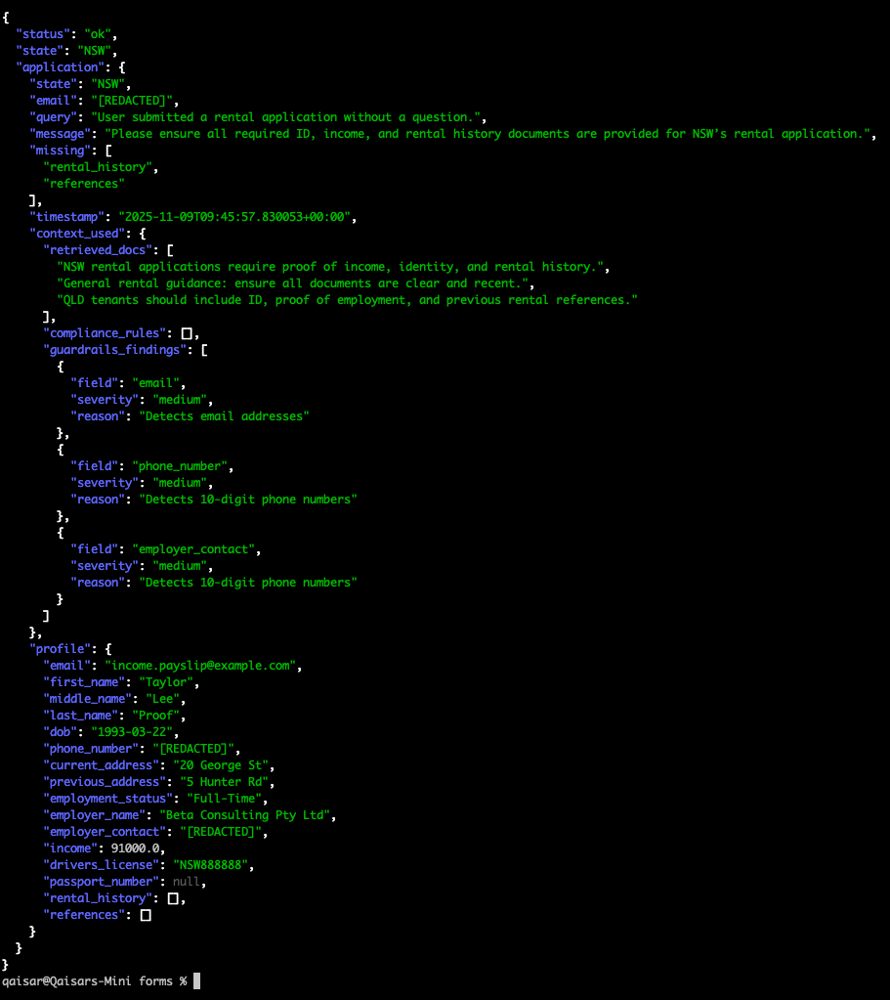 {
  "status": "ok",
  "state": "NSW",
  "application": {
    "state": "NSW",
    "email": "[REDACTED]",
    "query": "User submitted a rental application without a question.",
    "message": "Please ensure all required ID, income, and rental history documents are provided for NSW’s rental application.",
    "missing": [
      "rental_history",
      "references"
    ],
    "timestamp": "2025-11-09T09:45:57.830053+00:00",
    "context_used": {
      "retrieved_docs": [
        "NSW rental applications require proof of income, identity, and rental history.",
        "General rental guidance: ensure all documents are clear and recent.",
        "QLD tenants should include ID, proof of employment, and previous rental references."
      ],
      "compliance_rules": [],
      "guardrails_findings": [
        {
          "field": "email",
          "severity": "medium",
          "reason": "Detects email addresses"
        },
        {
          "field": "phone_number",
          "severity": "medium",
          "reason": "Detects 10-digit phone numbers"
        },
        {
          "field": "employer_contact",
          "severity": "medium",
          "reason": "Detects 10-digit phone numbers"
        }
      ]
    },
    "profile": {
      "email": "income.payslip@example.com",
      "first_name": "Taylor",
      "middle_name": "Lee",
      "last_name": "Proof",
      "dob": "1993-03-22",
      "phone_number": "[REDACTED]",
      "current_address": "20 George St",
      "previous_address": "5 Hunter Rd",
      "employment_status": "Full-Time",
      "employer_name": "Beta Consulting Pty Ltd",
      "employer_contact": "[REDACTED]",
      "income": 91000.0,
      "drivers_license": "NSW888888",
      "passport_number": null,
      "rental_history": [],
      "references": []
    }
  }
}
qaisar@Qaisars-Mini forms %